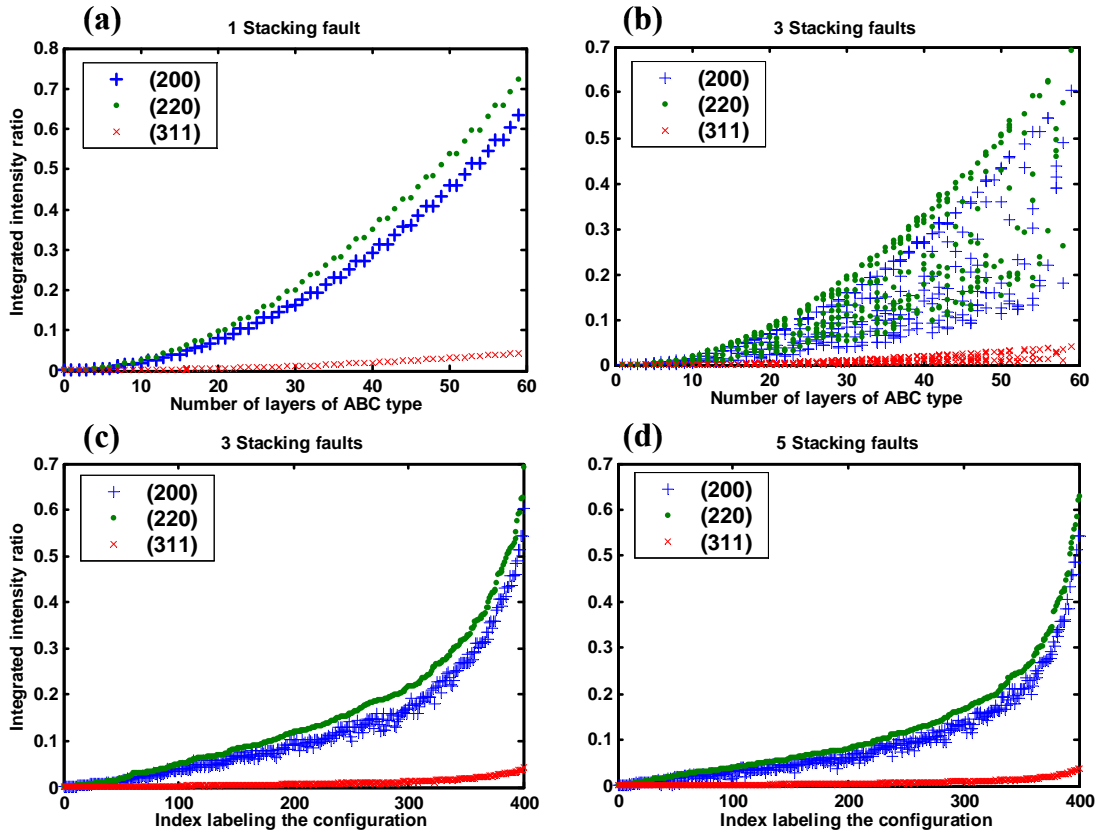 (a)
1 Stacking fault
Integrated intensity ratio
0.8
0.7
0.6
0.5
0.4
0.3
0.2
0.1
0
(200)
(220)
(311)
0 10 20 30 40 50 60
Number of layers of ABC type
(b)
3 Stacking faults
0.7
0.6
0.5
0.4
0.3
0.2
0.1
0
(200)
(220)
(311)
0 10 20 30 40 50 60
Number of layers of ABC type
(c)
3 Stacking faults
Integrated intensity ratio
0.7
0.6
0.5
0.4
0.3
0.2
0.1
0
(200)
(220)
(311)
0 100 200 300 400
Index labeling the configuration
(d)
5 Stacking faults
0.7
0.6
0.5
0.4
0.3
0.2
0.1
0
(200)
(220)
(311)
0 100 200 300 400
Index labeling the configuration